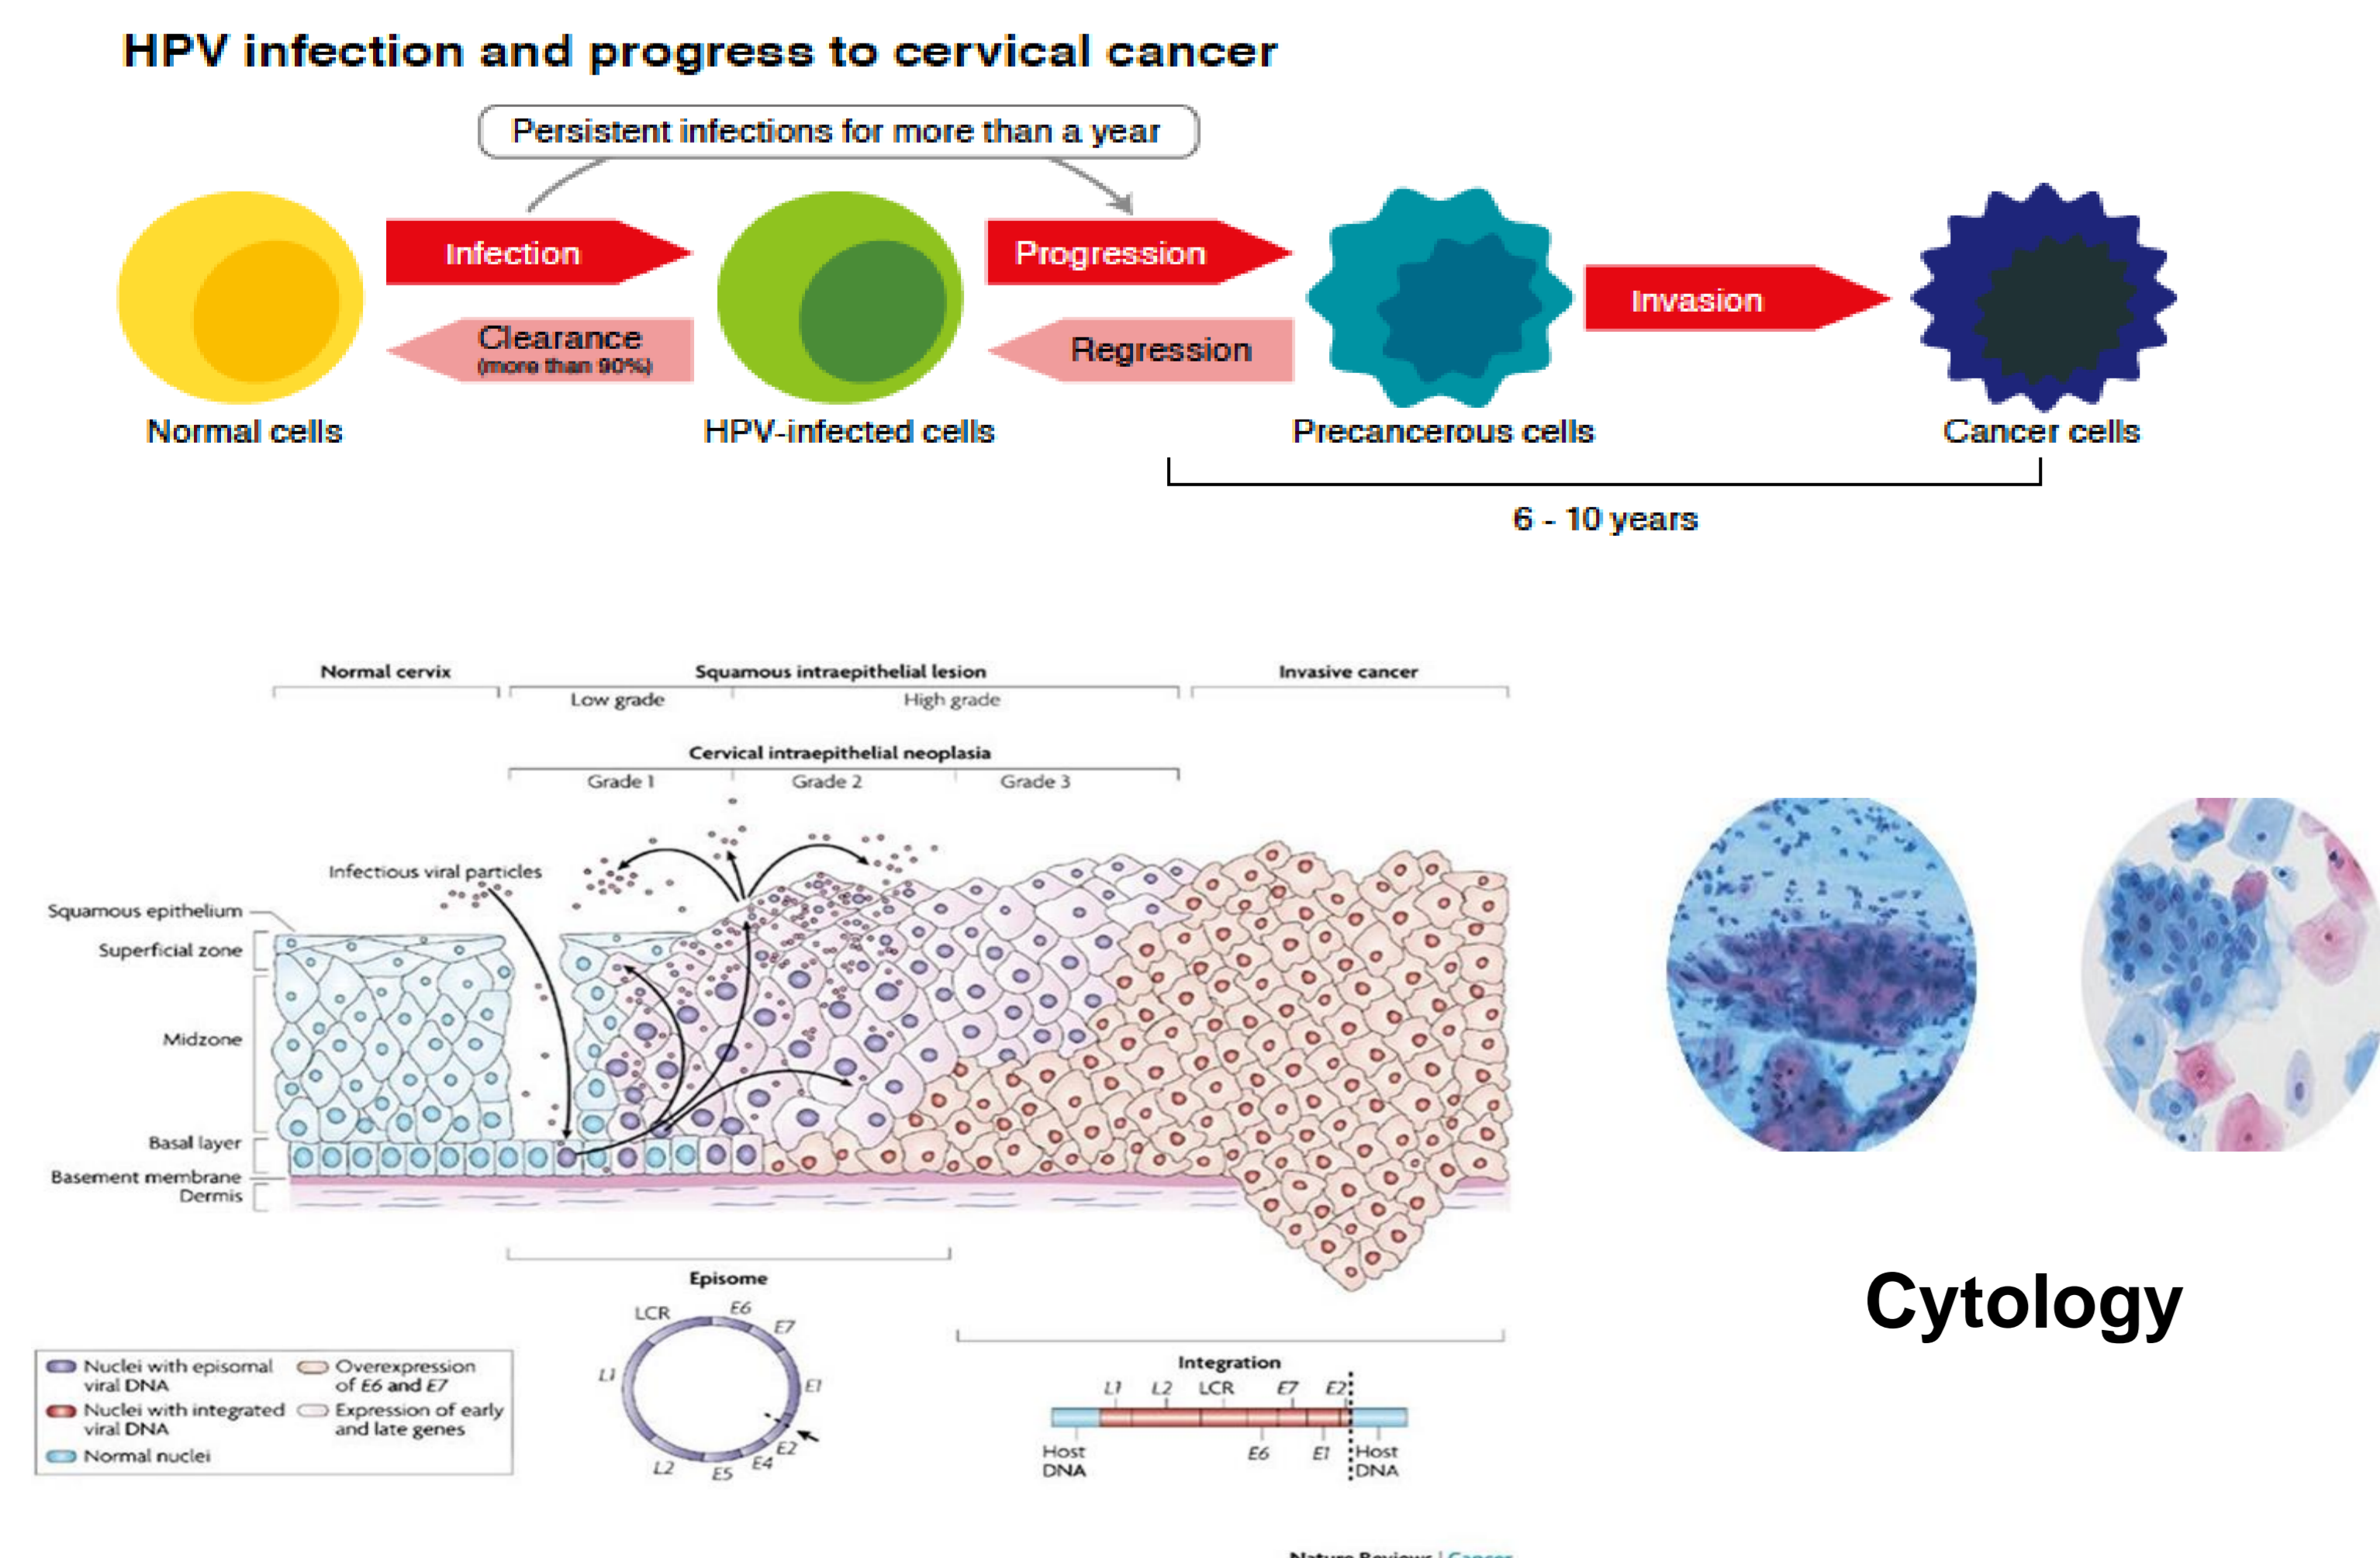 HPV infection and progress to cervical cancer
Persistent infections for more than a year
Infection
Progression
Invasion
Clearance
(more than 90%)
Regression
Normal cells
HPV-infected cells
Precancerous cells
Cancer cells
6 - 10 years
Normal cervix
Squamous intraepithelial lesion
Invasive cancer
Low grade
High grade
Cervical intraepithelial neoplasia
Grade 1
Grade 2
Grade 3
Infectious viral particles
Squamous epithelium
Superficial zone
Midzone
Basal layer
Basement membrane
Dermis
Episome
LCR
E6
E7
L1
E1
E2
E4
E5
L2
Nuclei with episomal
viral DNA
Nuclei with integrated
viral DNA
Normal nuclei
Overexpression
of E6 and E7
Expression of early
and late genes
Integration
L1 L2 LCR E7 E2
E6 E1
Host
DNA
Host
DNA
Cytology
Nature Reviews | Cancer